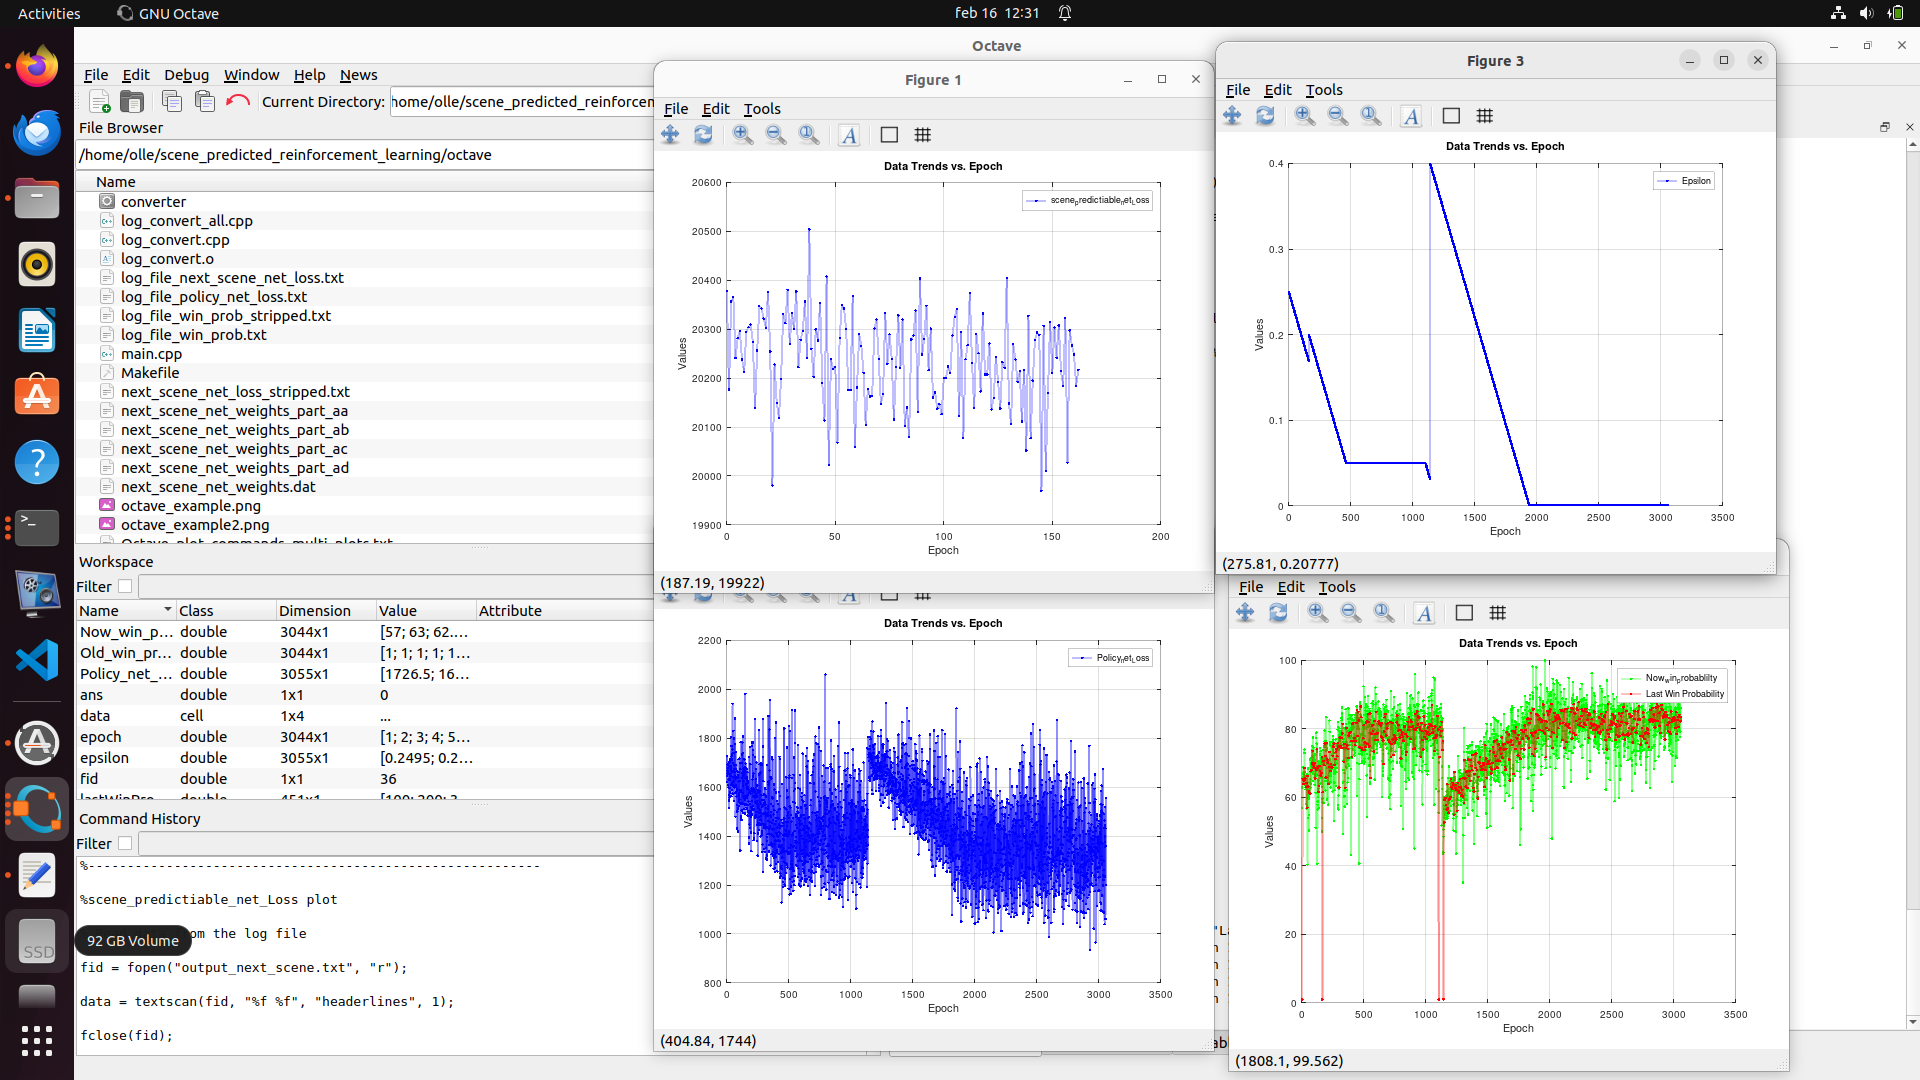 Activities
GNU Octave
feb 16 12:31
Octave
File Edit Debug Window Help News
Current Directory:
home/olle/scene_predicted_reinforcen
File Browser
/home/olle/scene_predicted_reinforcement_learning/octave
Name
converter
log_convert_all.cpp
log_convert.cpp
log_convert.o
log_file_next_scene_net_loss.txt
log_file_policy_net_loss.txt
log_file_win_prob_stripped.txt
log_file_win_prob.txt
main.cpp
Makefile
next_scene_net_loss_stripped.txt
next_scene_net_weights_part_aa
next_scene_net_weights_part_ab
next_scene_net_weights_part_ac
next_scene_net_weights_part_ad
next_scene_net_weights.dat
octave_example.png
octave_example2.png
Octave_plot_commands_multi_plots.txt
Workspace
Filter
Name Class Dimension Value Attribute
Now_win_p... double 3044x1 [57; 63; 62....
Old_win_pr... double 3044x1 [1; 1; 1; 1; 1...
Policy_net_... double 3055x1 [1726.5; 16...
ans double 1x1 0
data cell 1x4 ...
epoch double 3044x1 [1; 2; 3; 4; 5...
epsilon double 3055x1 [0.2495; 0.2...
fid double 1x1 36
lastWinPro... double 451x1 [100; 200; 3...
Command History
Filter
%----------------------------------------------------------
%scene_predictiable_net_Loss plot
om the log file
92 GB Volume
SSD
fid = fopen("output_next_scene.txt", "r");
data = textscan(fid, "%f %f", "headerlines", 1);
fclose(fid);
Figure 1
File Edit Tools
Data Trends vs. Epoch
scenepredictiablenetLoss
20600
20500
20400
20300
20200
20100
20000
19900
Values
0 50 100 150 200
Epoch
(187.19, 19922)
Figure 3
File Edit Tools
Data Trends vs. Epoch
Epsilon
0.4
0.3
0.2
0.1
0
Values
0 500 1000 1500 2000 2500 3000 3500
Epoch
(275.81, 0.20777)
Data Trends vs. Epoch
PolicynetLoss
2200
2000
1800
1600
1400
1200
1000
800
Values
0 500 1000 1500 2000 2500 3000 3500
Epoch
(404.84, 1744)
File Edit Tools
Data Trends vs. Epoch
Nowwinprobablilty
Last Win Probability
100
80
60
40
20
0
Values
0 500 1000 1500 2000 2500 3000 3500
Epoch
(1808.1, 99.562)